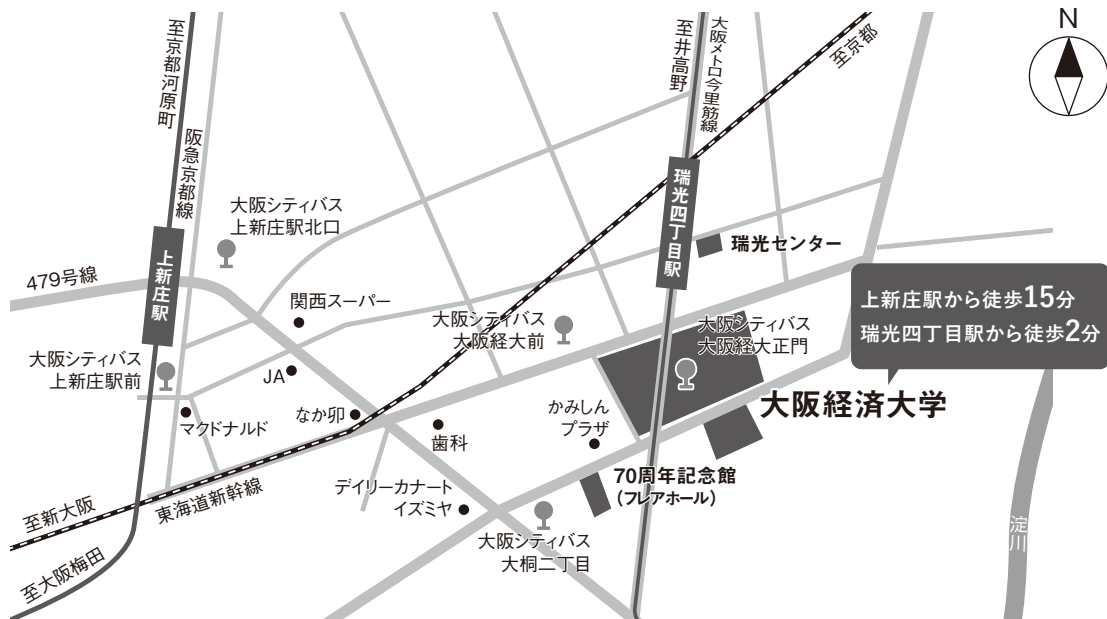 N
至京都河原町
阪急京都線
至井高野
大阪メトロ今里筋線
至京都
大阪シティバス
上新庄駅北口
瑞光四丁目駅
瑞光センター
上新庄駅
479号線
関西スーパー
大阪シティバス
大阪経大前
大阪シティバス
大阪経大正門
上新庄駅から徒歩15分
瑞光四丁目駅から徒歩2分
大阪シティバス
上新庄駅前
JA
大阪経済大学
マクドナルド
なか卯
歯科
かみしん
プラザ
70周年記念館
(フレアホール)
デイリーカナート
イズミヤ
東海道新幹線
至新大阪
大阪シティバス
大桐二丁目
淀川
至大阪梅田